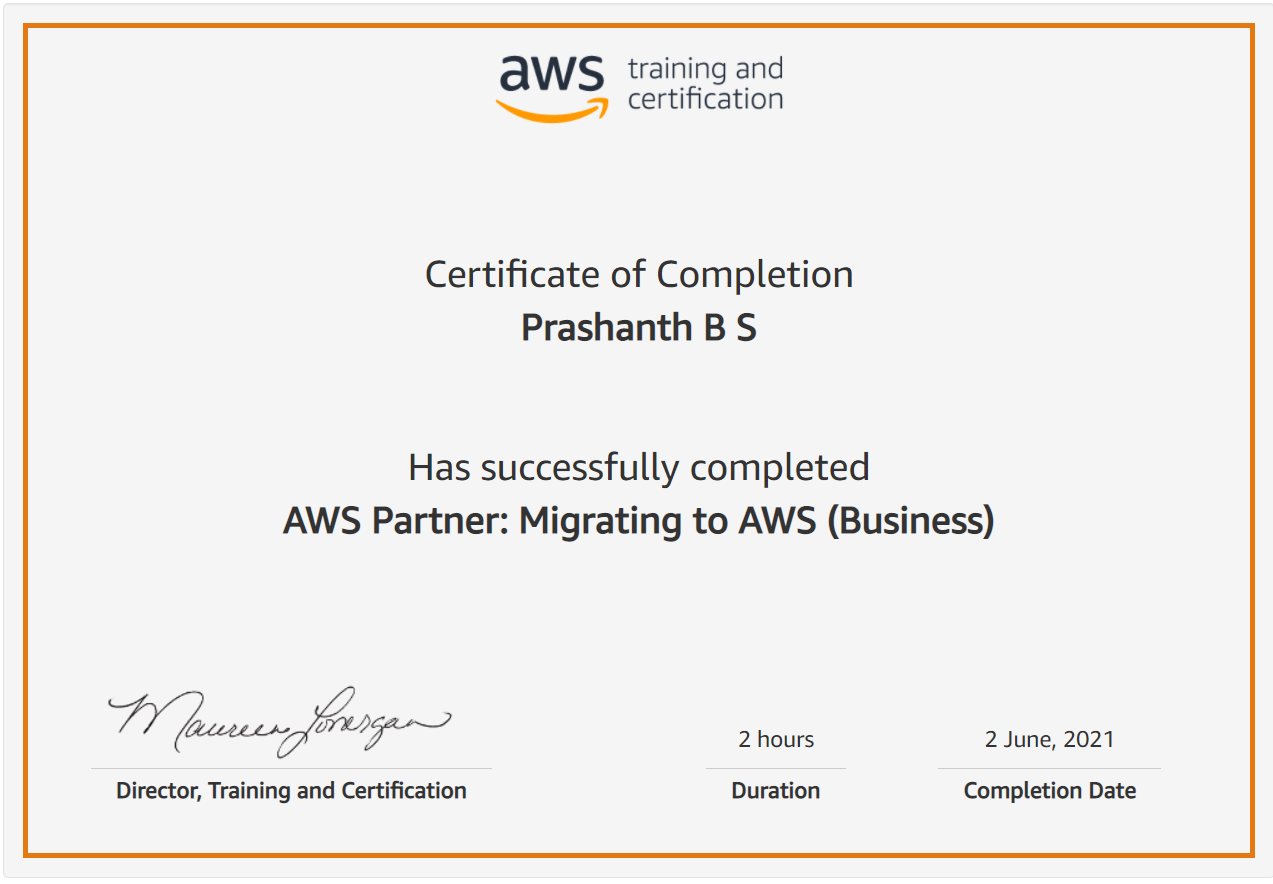 aws training and
certification
Certificate of Completion
Prashanth B S
Has successfully completed
AWS Partner: Migrating to AWS (Business)
Maureen Lonergan
Director, Training and Certification
2 hours
Duration
2 June, 2021
Completion Date